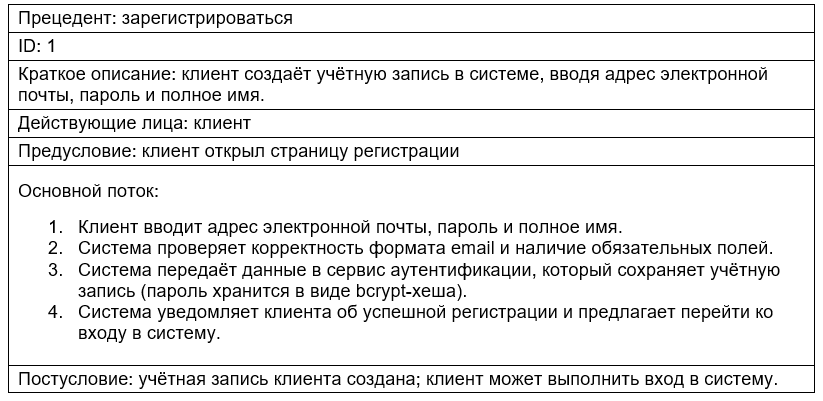 Прецедент: зарегистрироваться
ID: 1
Краткое описание: клиент создаёт учётную запись в системе, вводя адрес электронной
почты, пароль и полное имя.
Действующие лица: клиент
Предусловие: клиент открыл страницу регистрации
Основной поток:
1. Клиент вводит адрес электронной почты, пароль и полное имя.
2. Система проверяет корректность формата email и наличие обязательных полей.
3. Система передаёт данные в сервис аутентификации, который сохраняет учётную
запись (пароль хранится в виде bcrypt-хеша).
4. Система уведомляет клиента об успешной регистрации и предлагает перейти ко
входу в систему.
Постусловие: учётная запись клиента создана; клиент может выполнить вход в систему.